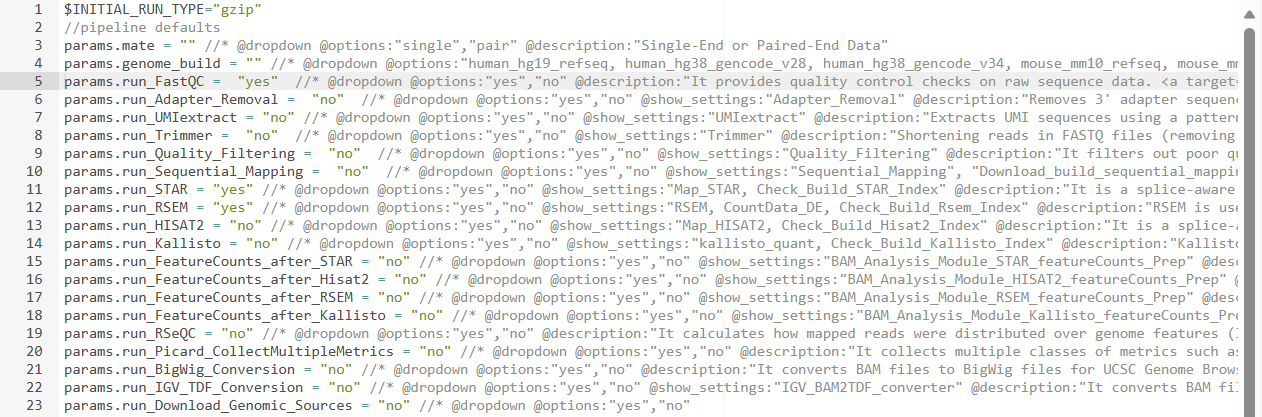 1 $INITIAL_RUN_TYPE="gzip"
2 //pipeline defaults
3 params.mate = "" //* @dropdown @options:"single","pair" @description:"Single-End or Paired-End Data"
4 params.genome_build = "" //* @dropdown @options:"human_hg19_refseq, human_hg38_gencode_v28, human_hg38_gencode_v34, mouse_mm10_refseq, mouse_mm
5 params.run_FastQC =  "yes"  //* @dropdown @options:"yes","no" @description:"It provides quality control checks on raw sequence data. <a target=
6 params.run_Adapter_Removal =  "no"  //* @dropdown @options:"yes","no" @show_settings:"Adapter_Removal" @description:"Removes 3' adapter sequen
7 params.run_UMIextract = "no" //* @dropdown @options:"yes","no" @show_settings:"UMIextract" @description:"Extracts UMI sequences using a pattern
8 params.run_Trimmer =  "no"  //* @dropdown @options:"yes","no" @show_settings:"Trimmer" @description:"Shortening reads in FASTQ files (removing
9 params.run_Quality_Filtering =  "no"  //* @dropdown @options:"yes","no" @show_settings:"Quality_Filtering" @description:"It filters out poor qu
10 params.run_Sequential_Mapping =  "no"  //* @dropdown @options:"yes","no" @show_settings:"Sequential_Mapping", "Download_build_sequential_mappin
11 params.run_STAR = "yes" //* @dropdown @options:"yes","no" @show_settings:"Map_STAR, Check_Build_STAR_Index" @description:"It is a splice-aware
12 params.run_RSEM = "yes" //* @dropdown @options:"yes","no" @show_settings:"RSEM, CountData_DE, Check_Build_Rsem_Index" @description:"RSEM is use
13 params.run_HISAT2 = "no" //* @dropdown @options:"yes","no" @show_settings:"Map_HISAT2, Check_Build_Hisat2_Index" @description:"It is a splice-a
14 params.run_Kallisto = "no" //* @dropdown @options:"yes","no" @show_settings:"kallisto_quant, Check_Build_Kallisto_Index" @description:"Kallisto
15 params.run_FeatureCounts_after_STAR = "no" //* @dropdown @options:"yes","no" @show_settings:"BAM_Analysis_Module_STAR_featureCounts_Prep" @desc
16 params.run_FeatureCounts_after_Hisat2 = "no" //* @dropdown @options:"yes","no" @show_settings:"BAM_Analysis_Module_HISAT2_featureCounts_Prep" @
17 params.run_FeatureCounts_after_RSEM = "no" //* @dropdown @options:"yes","no" @show_settings:"BAM_Analysis_Module_RSEM_featureCounts_Prep" @desc
18 params.run_FeatureCounts_after_Kallisto = "no" //* @dropdown @options:"yes","no" @show_settings:"BAM_Analysis_Module_Kallisto_featureCounts_Pre
19 params.run_RSeQC = "no" //* @dropdown @options:"yes","no" @description:"It calculates how mapped reads were distributed over genome features (
20 params.run_Picard_CollectMultipleMetrics = "no" //* @dropdown @options:"yes","no" @description:"It collects multiple classes of metrics such as
21 params.run_BigWig_Conversion = "no" //* @dropdown @options:"yes","no" @description:"It converts BAM files to BigWig files for UCSC Genome Brow
22 params.run_IGV_TDF_Conversion = "no" //* @dropdown @options:"yes","no" @show_settings:"IGV_BAM2TDF_converter" @description:"It converts BAM fil
23 params.run_Download_Genomic_Sources = "no" //* @dropdown @options:"yes","no"